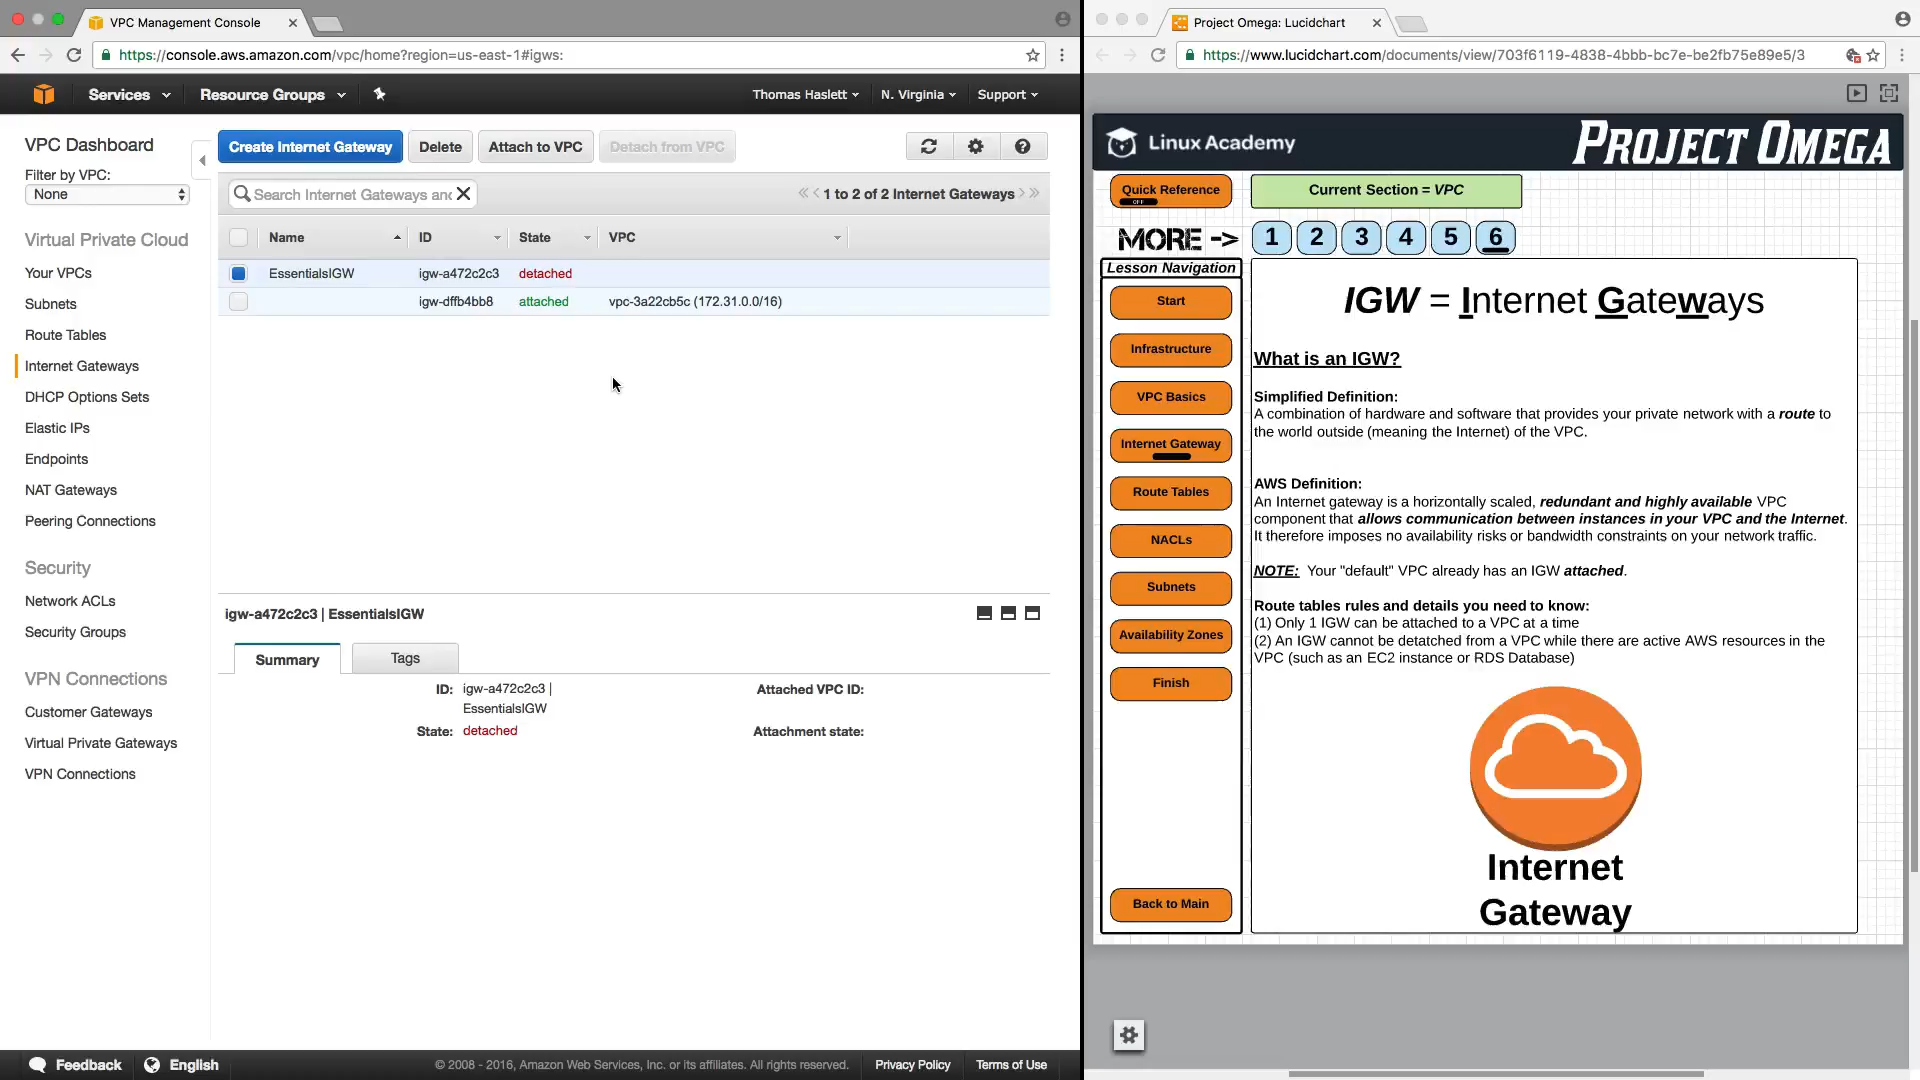 VPC Management Console
https://console.aws.amazon.com/vpc/home?region=us-east-1#igws:
Services
Resource Groups
Thomas Haslett
N. Virginia
Support
VPC Dashboard
Filter by VPC:
None
Virtual Private Cloud
Your VPCs
Subnets
Route Tables
Internet Gateways
DHCP Options Sets
Elastic IPs
Endpoints
NAT Gateways
Peering Connections
Security
Network ACLs
Security Groups
VPN Connections
Customer Gateways
Virtual Private Gateways
VPN Connections
Create Internet Gateway
Delete
Attach to VPC
Detach from VPC
Search Internet Gateways anc
1 to 2 of 2 Internet Gateways
Name ID State VPC
EssentialsIGW igw-a472c2c3 detached
igw-dffb4bb8 attached vpc-3a22cb5c (172.31.0.0/16)
igw-a472c2c3 | EssentialsIGW
Summary
Tags
ID: igw-a472c2c3 |
EssentialsIGW
Attached VPC ID:
State: detached
Attachment state:
Feedback
English
© 2008 - 2016, Amazon Web Services, Inc. or its affiliates. All rights reserved.
Privacy Policy
Terms of Use
Project Omega: Lucidchart
https://www.lucidchart.com/documents/view/703f6119-4838-4bbb-bc7e-be2fb75e89e5/3
Linux Academy
PROJECT OMEGA
Quick Reference
OFF
Current Section = VPC
MORE ->
1 2 3 4 5 6
Lesson Navigation
Start
Infrastructure
VPC Basics
Internet Gateway
Route Tables
NACLs
Subnets
Availability Zones
Finish
Back to Main
IGW = Internet Gateways
What is an IGW?
Simplified Definition:
A combination of hardware and software that provides your private network with a route to
the world outside (meaning the Internet) of the VPC.
AWS Definition:
An Internet gateway is a horizontally scaled, redundant and highly available VPC
component that allows communication between instances in your VPC and the Internet.
It therefore imposes no availability risks or bandwidth constraints on your network traffic.
NOTE: Your "default" VPC already has an IGW attached.
Route tables rules and details you need to know:
(1) Only 1 IGW can be attached to a VPC at a time
(2) An IGW cannot be detatched from a VPC while there are active AWS resources in the
VPC (such as an EC2 instance or RDS Database)
Internet
Gateway